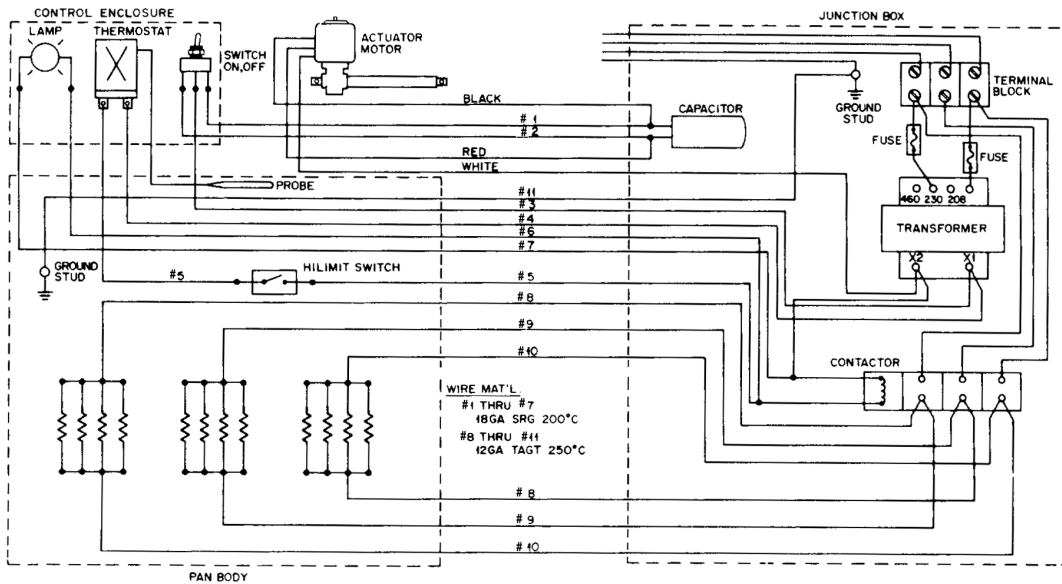 CONTROL ENCLOSURE
LAMP
THERMOSTAT
SWITCH
ON,OFF
ACTUATOR
MOTOR
JUNCTION BOX
TERMINAL
BLOCK
GROUND
STUD
CAPACITOR
FUSE
FUSE
BLACK
#1
#2
RED
WHITE
PROBE
#11
#3
#4
#6
#7
460 230 208
TRANSFORMER
X2 X1
GROUND
STUD
#5
HILIMIT SWITCH
#5
#8
#9
#10
CONTACTOR
WIRE MAT'L.
#1 THRU #7
18GA SRG 200°C
#8 THRU #11
12GA TAGT 250°C
#8
#9
#10
PAN BODY